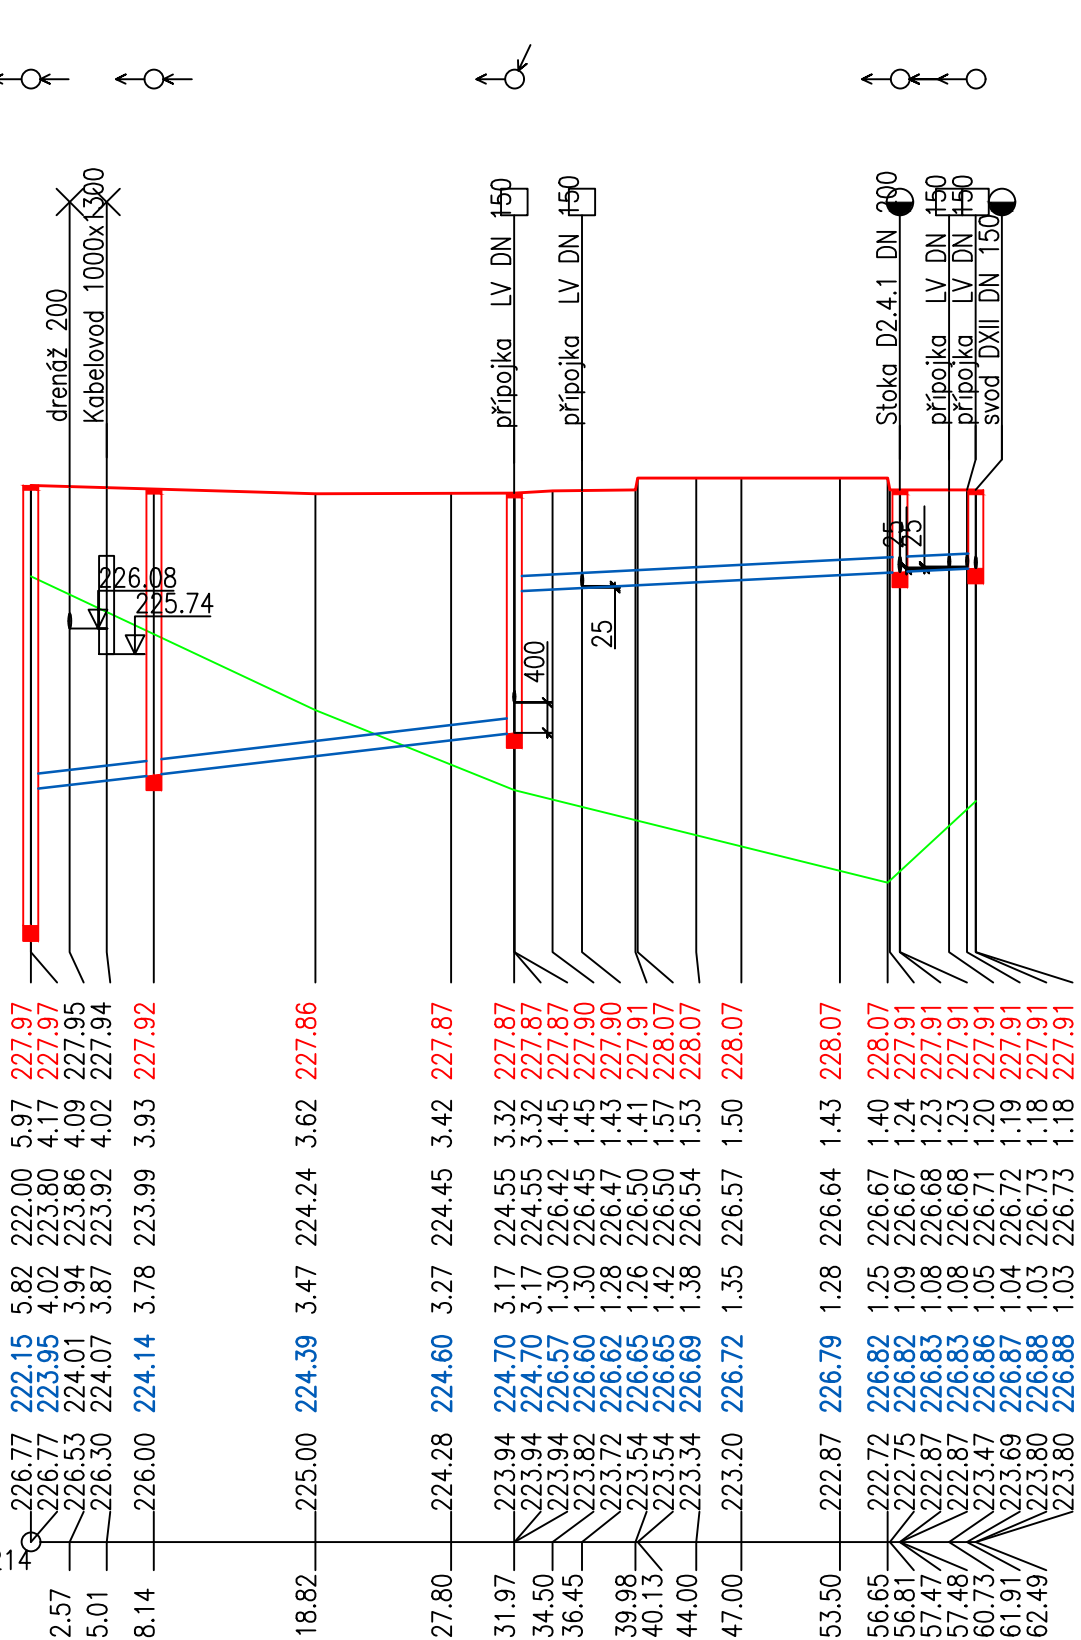 drenáž 200
Kabelovod 1000x1300
přípojka LV DN 150
přípojka LV DN 150
Stoka D2.4.1 DN 200
přípojka LV DN 150
přípojka LV DN 150
svod DXII DN 150
226.08
225.74
400
25
25
25
227.97 227.97 227.95 227.94 227.92 227.86 227.87 227.87 227.87 227.87 227.90 227.90 227.91 228.07 228.07 228.07 228.07 228.07 227.91 227.91 227.91 227.91 227.91 227.91 227.91
5.97 4.17 4.09 4.02 3.93 3.62 3.42 3.32 3.32 1.45 1.45 1.43 1.41 1.57 1.53 1.50 1.43 1.40 1.24 1.23 1.23 1.20 1.19 1.18 1.18
222.00 223.80 223.86 223.92 223.99 224.24 224.45 224.55 224.55 226.42 226.45 226.47 226.50 226.50 226.54 226.57 226.64 226.67 226.67 226.68 226.68 226.71 226.72 226.73 226.73
5.82 4.02 3.94 3.87 3.78 3.47 3.27 3.17 3.17 1.30 1.30 1.28 1.26 1.42 1.38 1.35 1.28 1.25 1.09 1.08 1.08 1.05 1.04 1.03 1.03
222.15 223.95 224.01 224.07 224.14 224.39 224.60 224.70 224.70 226.57 226.60 226.62 226.65 226.65 226.69 226.72 226.79 226.82 226.82 226.83 226.83 226.86 226.87 226.88 226.88
226.77 226.77 226.53 226.30 226.00 225.00 224.28 223.94 223.94 223.94 223.82 223.72 223.54 223.54 223.34 223.20 222.87 222.72 222.75 222.87 222.87 223.47 223.69 223.80 223.80
214
2.57 5.01 8.14 18.82 27.80 31.97 34.50 36.45 39.98 40.13 44.00 47.00 53.50 56.65 56.81 57.47 57.48 60.73 61.91 62.49